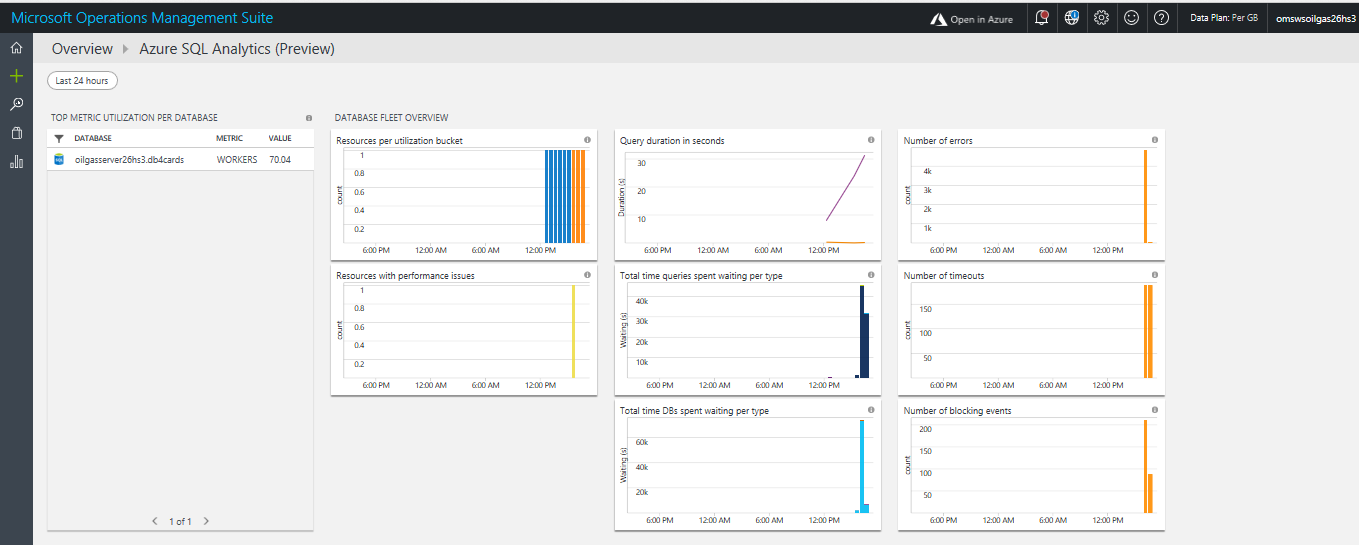 Microsoft Operations Management Suite
Open in Azure
Data Plan: Per GB
omswsoilgas26hs3
Overview
Azure SQL Analytics (Preview)
Last 24 hours
TOP METRIC UTILIZATION PER DATABASE
DATABASE METRIC VALUE
oilgasserver26hs3.db4cards WORKERS 70.04
1 of 1
DATABASE FLEET OVERVIEW
Resources per utilization bucket
count
1
0.8
0.6
0.4
0.2
6:00 PM 12:00 AM 6:00 AM 12:00 PM
Query duration in seconds
Duration (s)
30
20
10
6:00 PM 12:00 AM 6:00 AM 12:00 PM
Number of errors
count
4k
3k
2k
1k
6:00 PM 12:00 AM 6:00 AM 12:00 PM
Resources with performance issues
count
1
0.8
0.6
0.4
0.2
6:00 PM 12:00 AM 6:00 AM 12:00 PM
Total time queries spent waiting per type
Waiting (s)
40k
30k
20k
10k
6:00 PM 12:00 AM 6:00 AM 12:00 PM
Number of timeouts
count
150
100
50
6:00 PM 12:00 AM 6:00 AM 12:00 PM
Total time DBs spent waiting per type
Waiting (s)
60k
40k
20k
6:00 PM 12:00 AM 6:00 AM 12:00 PM
Number of blocking events
count
200
150
100
50
6:00 PM 12:00 AM 6:00 AM 12:00 PM